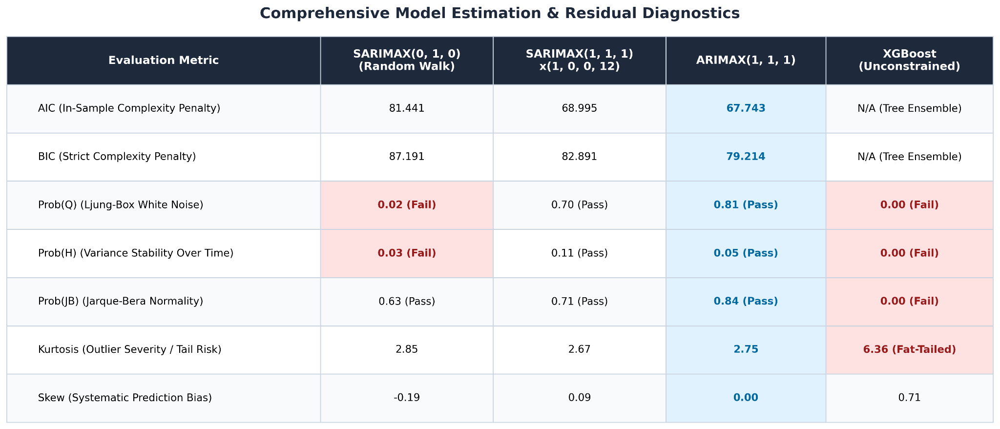 Comprehensive Model Estimation & Residual Diagnostics
Evaluation Metric
SARIMAX(0, 1, 0)
(Random Walk)
SARIMAX(1, 1, 1)
x(1, 0, 0, 12)
ARIMAX(1, 1, 1)
XGBoost
(Unconstrained)
AIC (In-Sample Complexity Penalty)
81.441
68.995
67.743
N/A (Tree Ensemble)
BIC (Strict Complexity Penalty)
87.191
82.891
79.214
N/A (Tree Ensemble)
Prob(Q) (Ljung-Box White Noise)
0.02 (Fail)
0.70 (Pass)
0.81 (Pass)
0.00 (Fail)
Prob(H) (Variance Stability Over Time)
0.03 (Fail)
0.11 (Pass)
0.05 (Pass)
0.00 (Fail)
Prob(JB) (Jarque-Bera Normality)
0.63 (Pass)
0.71 (Pass)
0.84 (Pass)
0.00 (Fail)
Kurtosis (Outlier Severity / Tail Risk)
2.85
2.67
2.75
6.36 (Fat-Tailed)
Skew (Systematic Prediction Bias)
-0.19
0.09
0.00
0.71